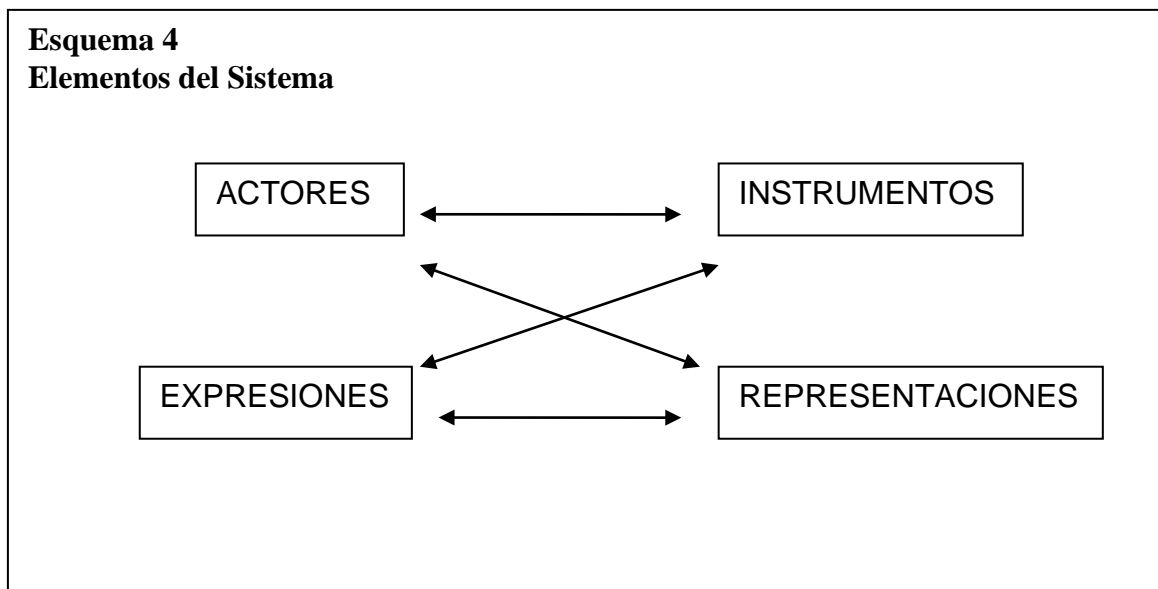 Esquema 4
Elementos del Sistema
ACTORES
INSTRUMENTOS
EXPRESIONES
REPRESENTACIONES